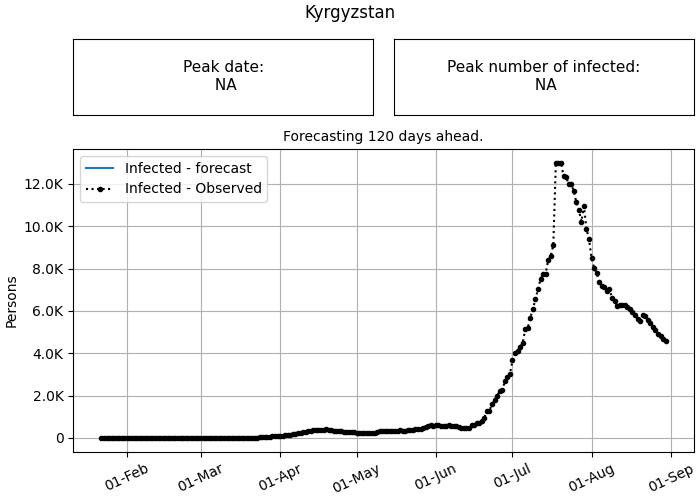 Kyrgyzstan
Peak date:
NA
Peak number of infected:
NA
Forecasting 120 days ahead.
Infected - forecast
Infected - Observed
Persons
12.0K
10.0K
8.0K
6.0K
4.0K
2.0K
0
01-Feb
01-Mar
01-Apr
01-May
01-Jun
01-Jul
01-Aug
01-Sep